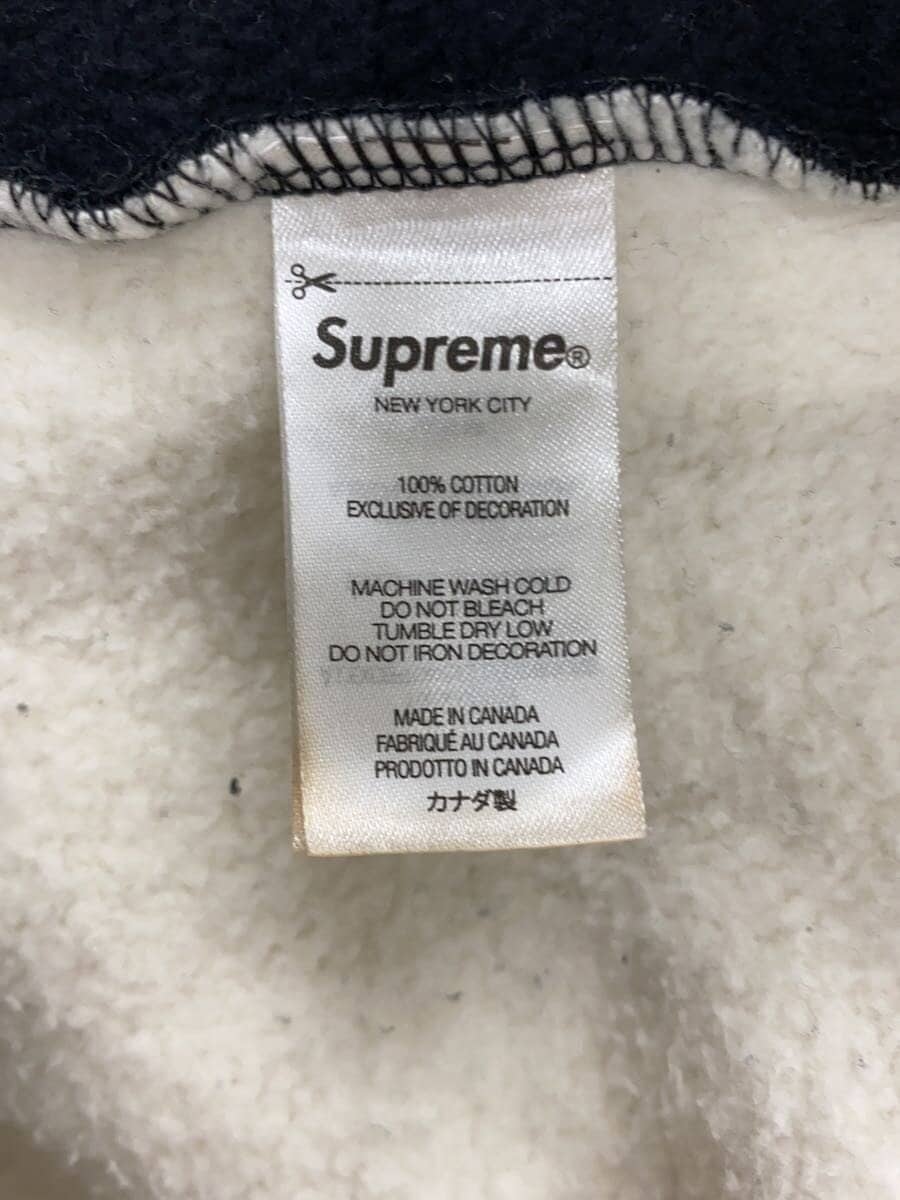 Supreme®
NEW YORK CITY
100% COTTON
EXCLUSIVE OF DECORATION
MACHINE WASH COLD
DO NOT BLEACH
TUMBLE DRY LOW
DO NOT IRON DECORATION
MADE IN CANADA
FABRIQUÉ AU CANADA
PRODOTTO IN CANADA
カナダ製